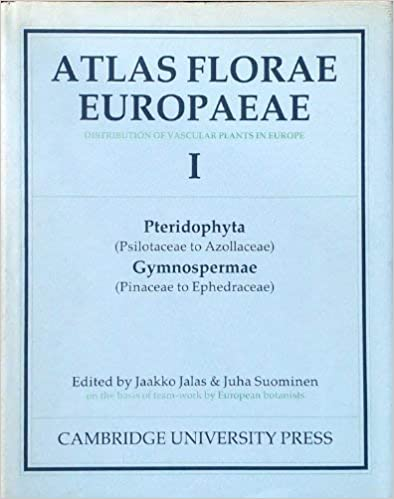 ATLAS FLORAE
EUROPAEAE
DISTRIBUTION OF VASCULAR PLANTS IN EUROPE
I
Pteridophyta
(Psilotaceae to Azollaceae)
Gymnospermae
(Pinaceae to Ephedraceae)
Edited by Jaakko Jalas & Juha Suominen
on the basis of team-work by European botanists
CAMBRIDGE UNIVERSITY PRESS